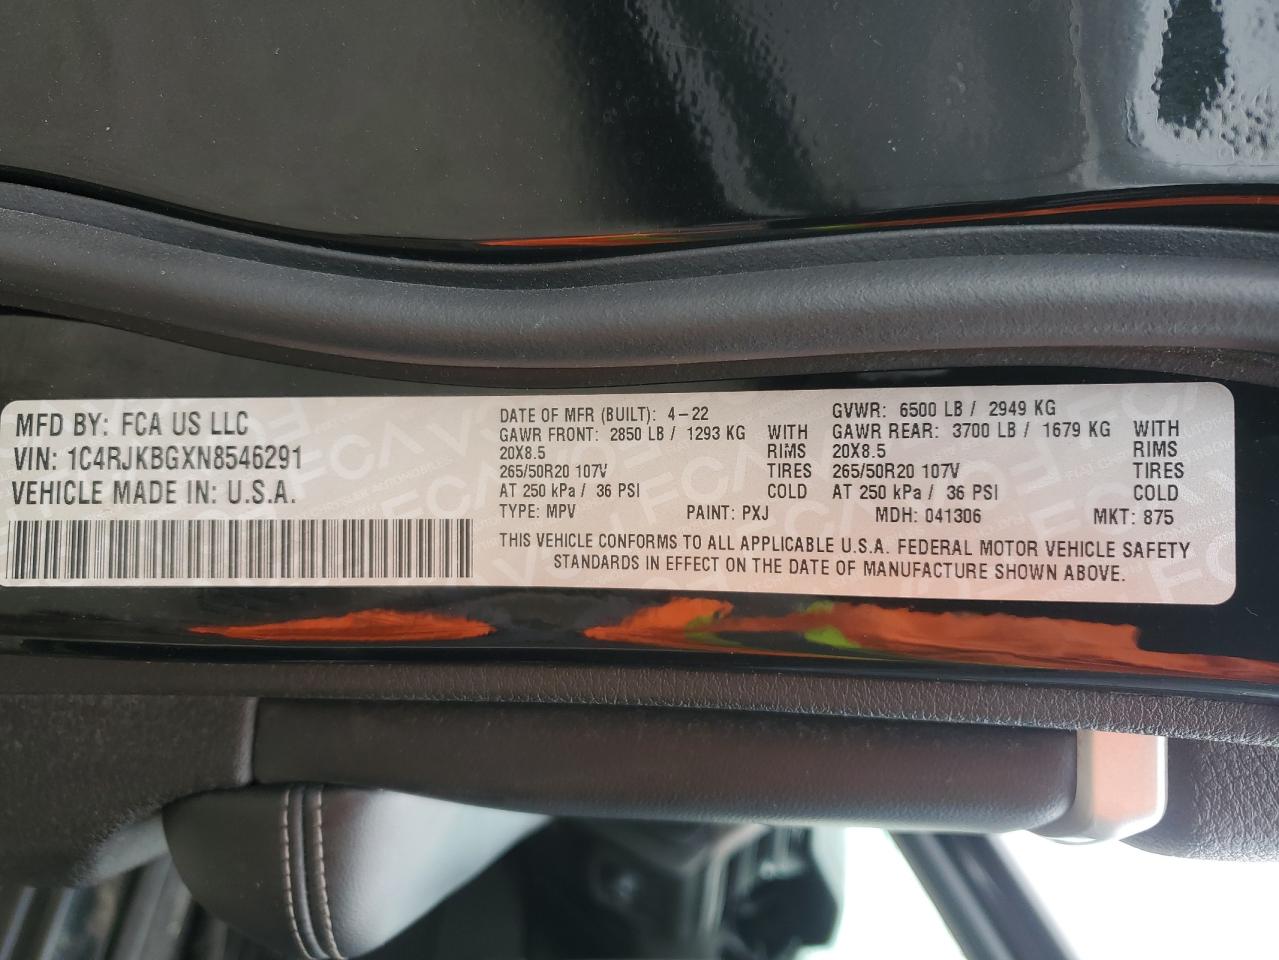 MFD BY: FCA US LLC
VIN: 1C4RJKBGXN8546291
VEHICLE MADE IN: U.S.A.
DATE OF MFR (BUILT): 4-22
GAWR FRONT: 2850 LB / 1293 KG WITH
20X8.5 RIMS
265/50R20 107V TIRES
AT 250 kPa / 36 PSI COLD
GVWR: 6500 LB / 2949 KG
GAWR REAR: 3700 LB / 1679 KG WITH
20X8.5 RIMS
265/50R20 107V TIRES
AT 250 kPa / 36 PSI COLD
TYPE: MPV PAINT: PXJ MDH: 041306 MKT: 875
THIS VEHICLE CONFORMS TO ALL APPLICABLE U.S.A. FEDERAL MOTOR VEHICLE SAFETY
STANDARDS IN EFFECT ON THE DATE OF MANUFACTURE SHOWN ABOVE.